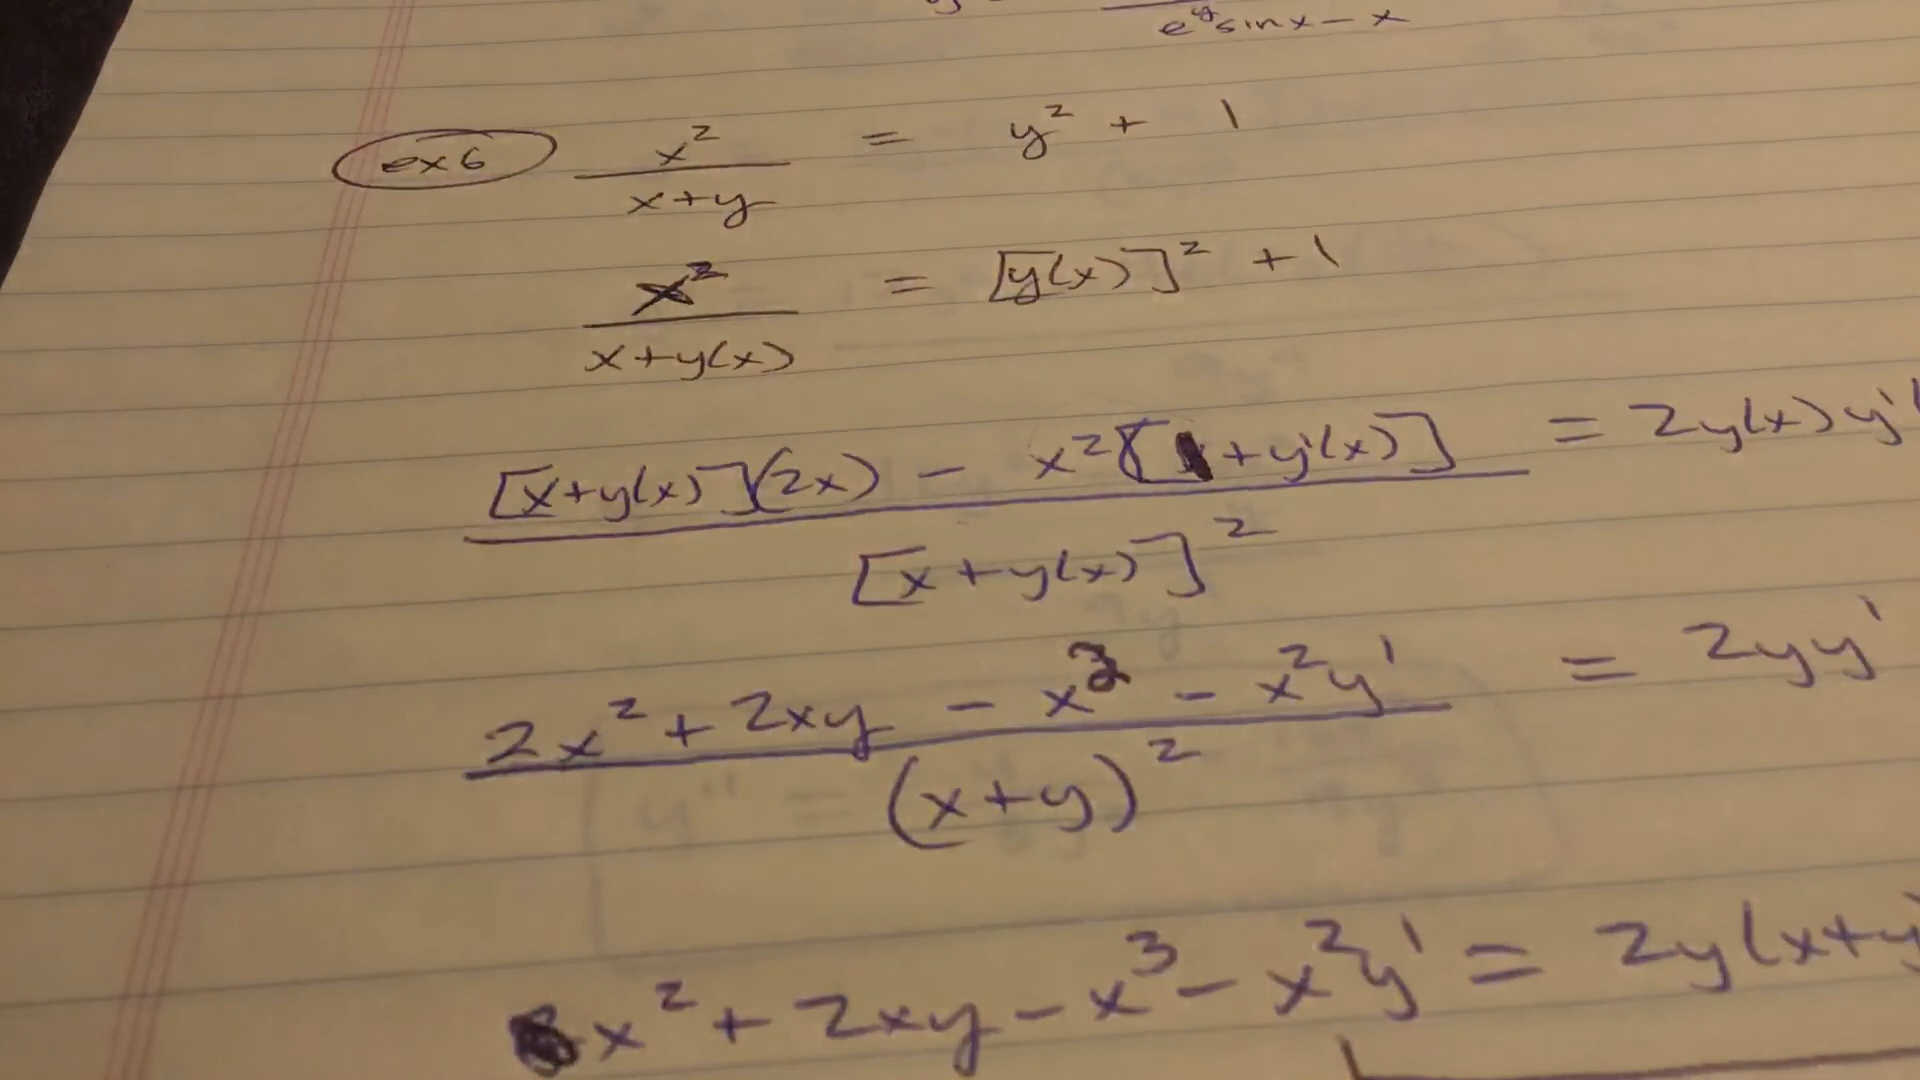 e^y sinx - x
ex 6 x²/(x+y) = y² + 1
x²/(x+y(x)) = [y(x)]² + 1
([x+y(x)](2x) - x²[1+y'(x)])/[x+y(x)]² = 2y(x)y'(
(2x² + 2xy - x² - x²y')/(x+y)² = 2yy'
x² + 2xy - x³ - x²y' = 2y(x+y